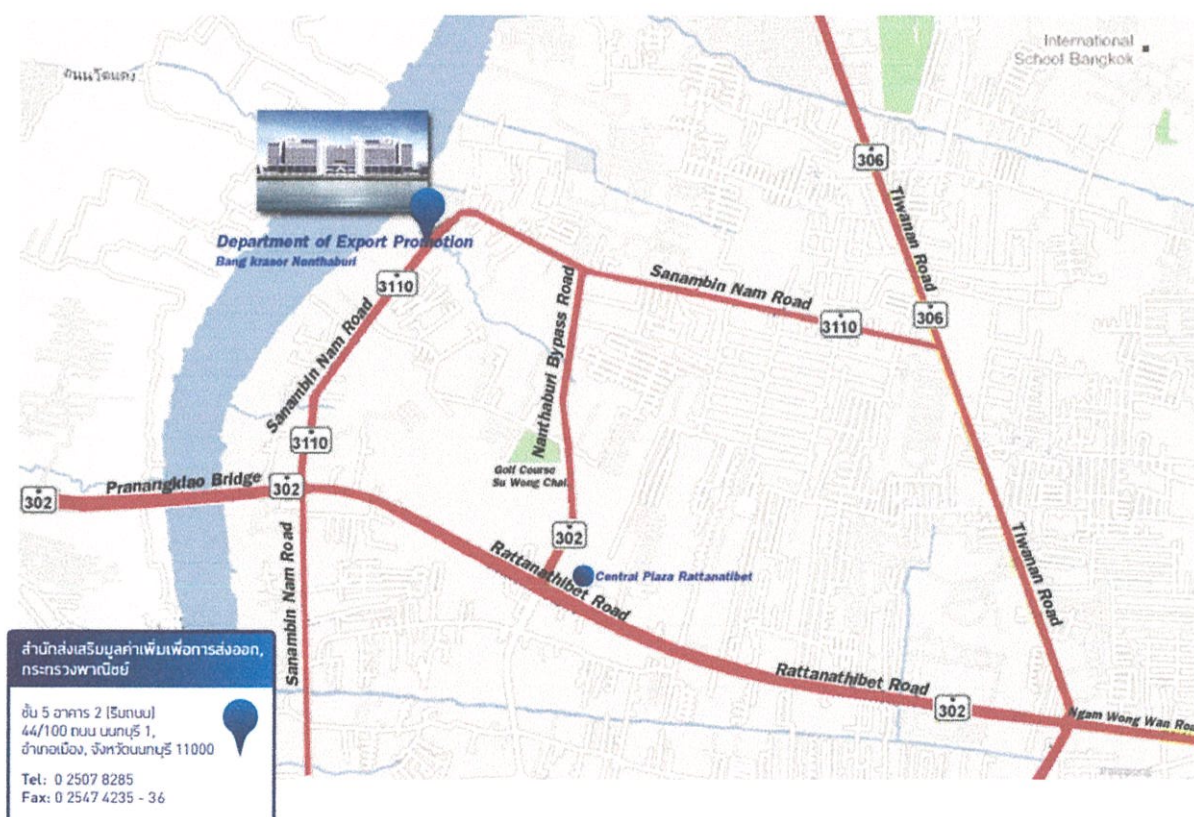 International
School Bangkok
ถนนวัดแดง
306
Tiwanan Road
Department of Export Promotion
Bang krasor Nonthaburi
3110
Sanambin Nam Road
Sanambin Nam Road
3110
306
Nanthaburi Bypass Road
3110
Golf Course
Su Wong Chai.
Pranangklao Bridge
302
302
302
Rattanathibet Road
Central Plaza Rattanatibet
Tiwanan Road
Sanambin Nam Road
Rattanathibet Road
302
Ngam Wong Wan Road
สำนักส่งเสริมมูลค่าเพิ่มเพื่อการส่งออก,
กระทรวงพาณิชย์
ชั้น 5 อาคาร 2 (ริมถนน)
44/100 ถนน นนทบุรี 1,
อำเภอเมือง, จังหวัดนนทบุรี 11000
Tel: 0 2507 8285
Fax: 0 2547 4235 - 36